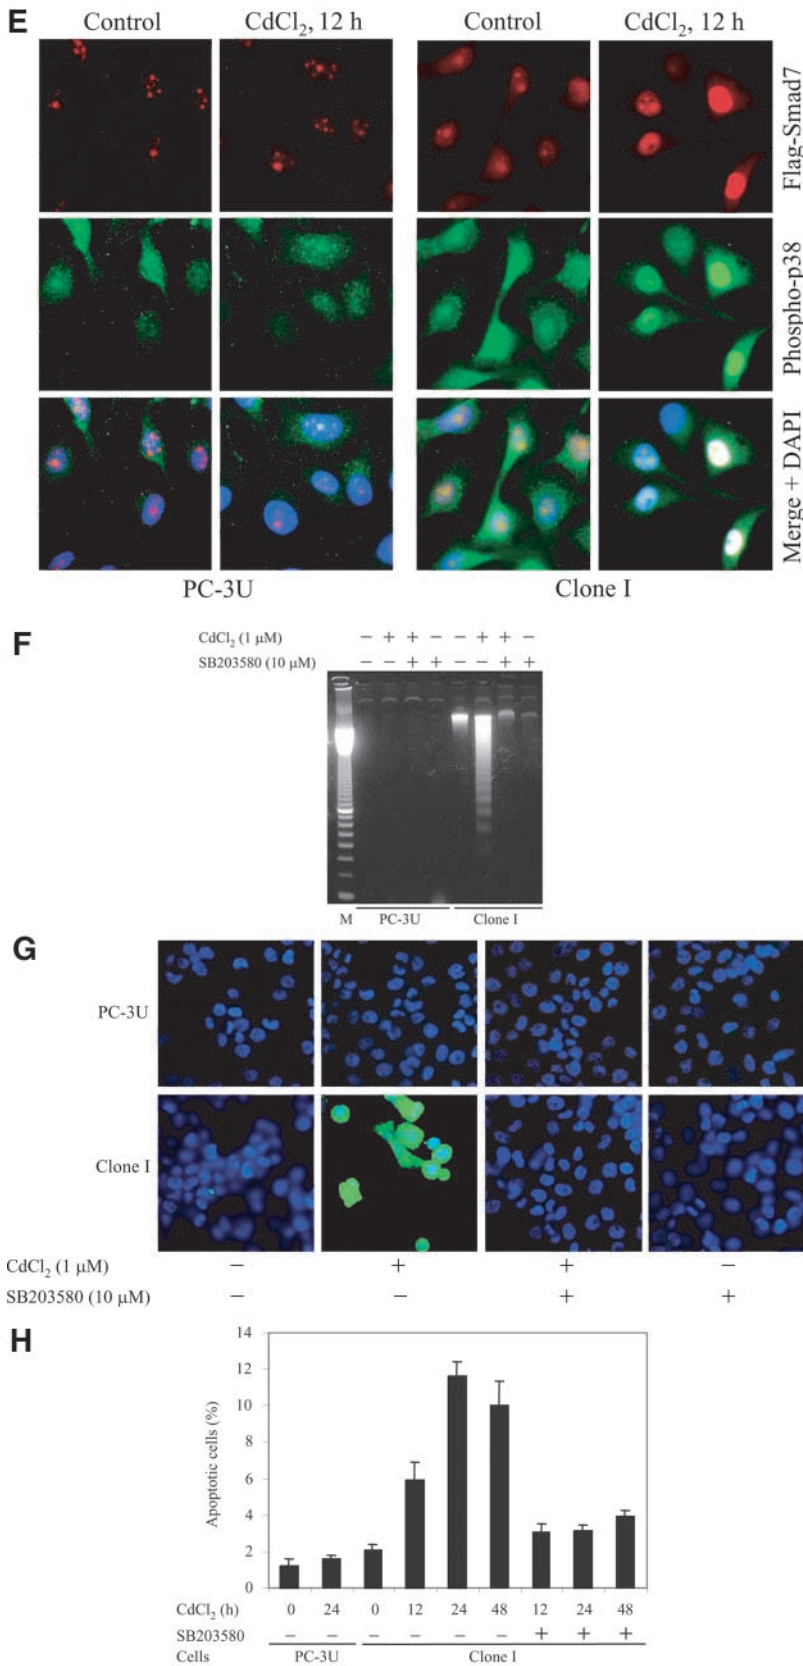 E
Control CdCl2, 12 h Control CdCl2, 12 h
Flag-Smad7
Phospho-p38
Merge + DAPI
PC-3U Clone I
F
CdCl2 (1 μM) − + + − − + + −
SB203580 (10 μM) − − + + − − + +
M PC-3U Clone I
G
PC-3U
Clone I
CdCl2 (1 μM) − + + −
SB203580 (10 μM) − − + +
H
Apoptotic cells (%)
14
12
10
8
6
4
2
0
CdCl2 (h) 0 24 0 12 24 48 12 24 48
SB203580 − − − − − − + + +
Cells PC-3U Clone I